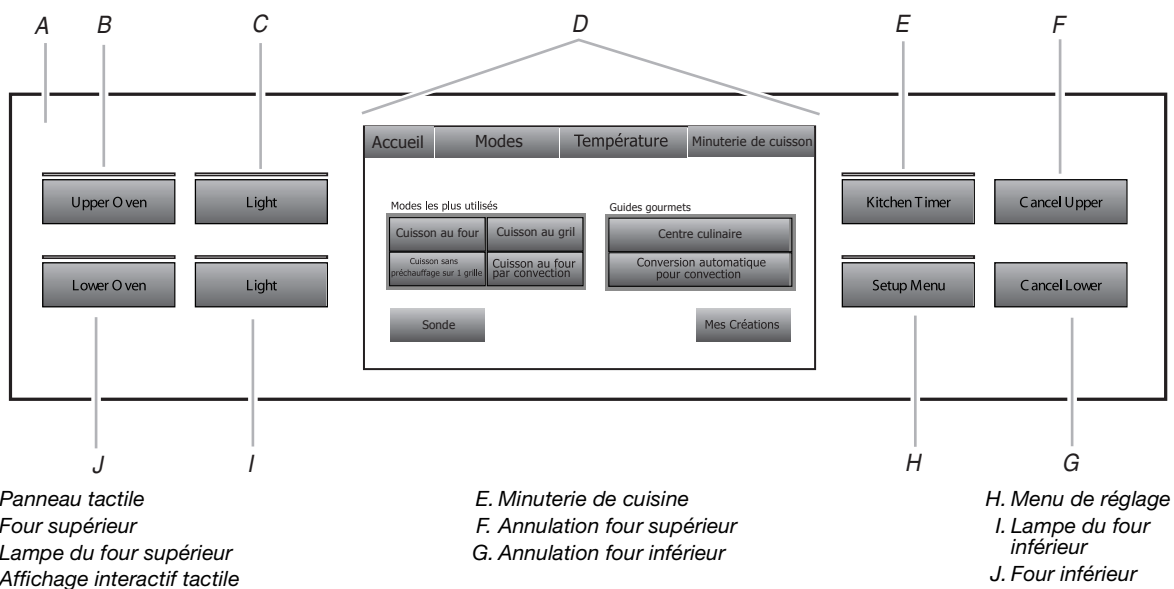 A B C D E F
Accueil Modes Température Minuterie de cuisson
Upper Oven Light
Modes les plus utilisés
Cuisson au four Cuisson au gril
Cuisson sans préchauffage sur 1 grille
Cuisson au four par convection
Guides gourmets
Centre culinaire
Conversion automatique
pour convection
Kitchen Timer Cancel Upper
Lower Oven Light
Sonde
Mes Créations
Setup Menu Cancel Lower
J I H G
Panneau tactile
Four supérieur
Lampe du four supérieur
Affichage interactif tactile
E. Minuterie de cuisine
F. Annulation four supérieur
G. Annulation four inférieur
H. Menu de réglage
I. Lampe du four
inférieur
J. Four inférieur